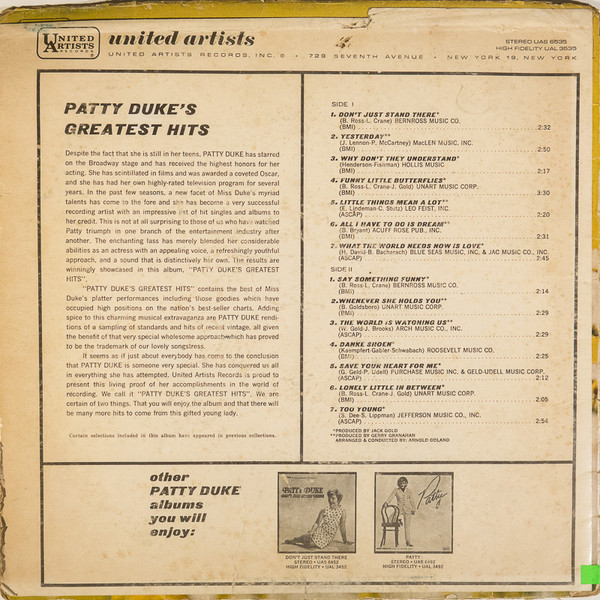 UNITED
ARTISTS
RECORDS
united artists
UNITED ARTISTS RECORDS, INC. ® • 729 SEVENTH AVENUE • NEW YORK 19, NEW YORK
STEREO UAS 6535
HIGH FIDELITY UAL 3535
PATTY DUKE'S
GREATEST HITS
Despite the fact that she is still in her teens, PATTY DUKE has starred
on the Broadway stage and has received the highest honors for her
acting. She has scintillated in films and was awarded a coveted Oscar,
and she has had her own highly-rated television program for several
years. In the past few seasons, a new facet of Miss Duke's myriad
talents has come to the fore and she has become a very successful
recording artist with an impressive list of hit singles and albums to
her credit. This is not at all surprising to those of us who have watched
Patty triumph in one branch of the entertainment industry after
another. The enchanting lass has merely blended her considerable
abilities as an actress with an appealing voice, a refreshingly youthful
approach, and a sound that is distinctively her own. The results are
winningly showcased in this album, "PATTY DUKE'S GREATEST
HITS".
"PATTY DUKE'S GREATEST HITS" contains the best of Miss
Duke's platter performances including those goodies which have
occupied high positions on the nation's best-seller charts. Adding
spice to this charming musical extravaganza are PATTY DUKE rendi-
tions of a sampling of standards and hits of recent vintage, all given
the benefit of that very special wholesome approach which has proved
to be the trademark of our lovely songstress.
It seems as if just about everybody has come to the conclusion
that PATTY DUKE is someone very special. She has conquered us all
in everything she has attempted. United Artists Records is proud to
present this living proof of her accomplishments in the world of
recording. We call it "PATTY DUKE'S GREATEST HITS". We are
certain of two things. That you will enjoy the album and that there will
be many more hits to come from this gifted young lady.
Certain selections included in this album have appeared in previous collections.
SIDE I
1. DON'T JUST STAND THERE*
(B. Ross-L. Crane) BERNROSS MUSIC CO.
(BMI) 2:32
2. YESTERDAY**
(J. Lennon-P. McCartney) MacLEN MUSIC, INC.
(BMI) 2:50
3. WHY DON'T THEY UNDERSTAND*
(Henderson-Fisiman) HOLLIS MUSIC
(BMI) 3:17
4. FUNNY LITTLE BUTTERFLIES*
(B. Ross-L. Crane-J. Gold) UNART MUSIC CORP.
(BMI) 3:30
5. LITTLE THINGS MEAN A LOT**
(E. Lindeman-C. Stutz) LEO FEIST, INC.
(ASCAP) 2:20
6. ALL I HAVE TO DO IS DREAM**
(B. Bryant) ACUFF ROSE PUB., INC.
(BMI) 2:31
7. WHAT THE WORLD NEEDS NOW IS LOVE*
(H. David-B. Bacharach) BLUE SEAS MUSIC, INC, & JAC MUSIC CO., INC.
(ASCAP) 2:45
SIDE II
1. SAY SOMETHING FUNNY*
(B. Ross-L. Crane) BERNROSS MUSIC CO.
(BMI) 2:14
2. WHENEVER SHE HOLDS YOU**
(B. Goldsboro) UNART MUSIC CORP.
(BMI) 2:29
3. THE WORLD IS WATCHING US**
(W. Gold-J. Brooks) ARCH MUSIC CO., INC.
(BMI) 2:29
4. DANKE SHOEN*
(Kaempfert-Gabler-Schwabach) ROOSEVELT MUSIC CO.
(BMI) 2:25
5. SAVE YOUR HEART FOR ME*
(G. Geld-P. Udell) PURCHASE MUSIC INC. & GELD-UDELL MUSIC CORP.
(ASCAP) 2:12
6. LONELY LITTLE IN BETWEEN*
(B. Ross-L. Crane-J. Gold) UNART MUSIC CORP.
(BMI) 2:05
7. TOO YOUNG*
(S. Dee-S. Lippman) JEFFERSON MUSIC CO., INC.
(ASCAP) 2:54
*PRODUCED BY JACK GOLD
**PRODUCED BY GERRY GRANAHAN
ARRANGED & CONDUCTED BY: ARNOLD GOLAND
other
PATTY DUKE
albums
you will
enjoy:
PATTY DUKE
DON'T JUST STAND THERE
STEREO • UAS 6452
HIGH FIDELITY • UAL 3452
Patty
PATTY
STEREO • UAS 6492
HIGH FIDELITY • UAL 3492